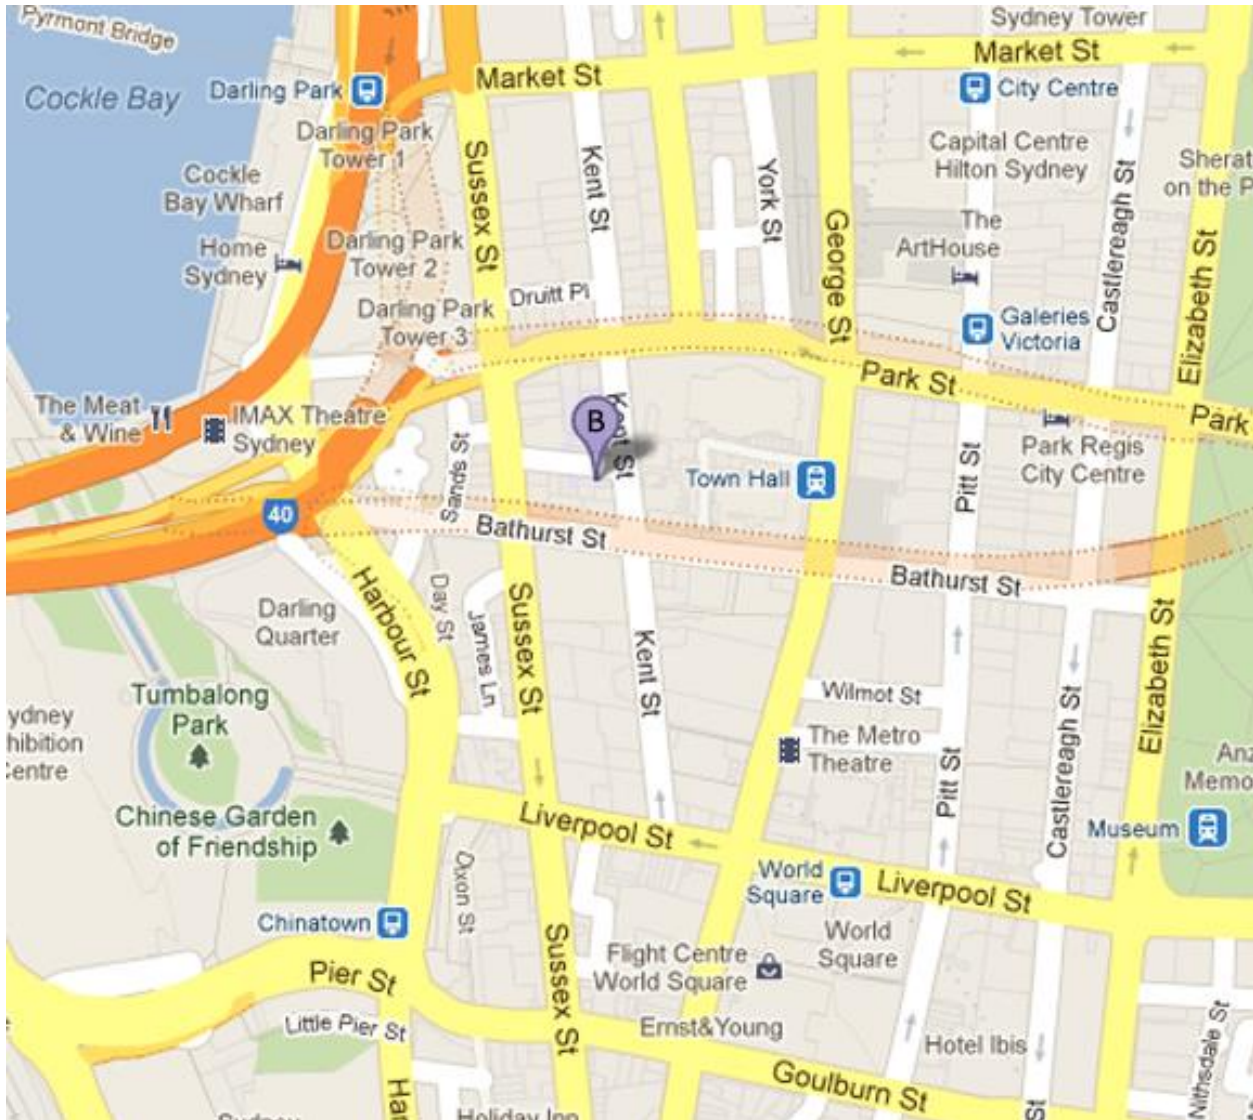 Pyrmont Bridge
Sydney Tower
Market St
Market St
Darling Park
City Centre
Cockle Bay
Darling Park
Tower 1
Capital Centre
Hilton Sydney
Sussex St
Kent St
York St
Castlereagh St
Sherat
on the P
Cockle
Bay Wharf
The
ArtHouse
George St
Elizabeth St
Home
Sydney
Darling Park
Tower 2
Druitt Pl
Darling Park
Tower 3
Galeries
Victoria
Park St
Park
The Meat
& Wine
IMAX Theatre
Sydney
B
Kent St
Park Regis
City Centre
Sands St
Town Hall
Pitt St
40
Bathurst St
Bathurst St
Harbour St
Day St
James Ln
Sussex St
Kent St
Darling
Quarter
Elizabeth St
Tumbalong
Park
Wilmot St
Castlereagh St
ydney
hibition
Centre
The Metro
Theatre
Pitt St
Anz
Memo
Chinese Garden
of Friendship
Liverpool St
Museum
Dixon St
World
Square
Liverpool St
Chinatown
Sussex St
World
Square
Flight Centre
World Square
Pier St
Little Pier St
Ernst&Young
Hotel Ibis
Nithsdale St
Goulburn St
Har
St
Sydney
Holiday Inn